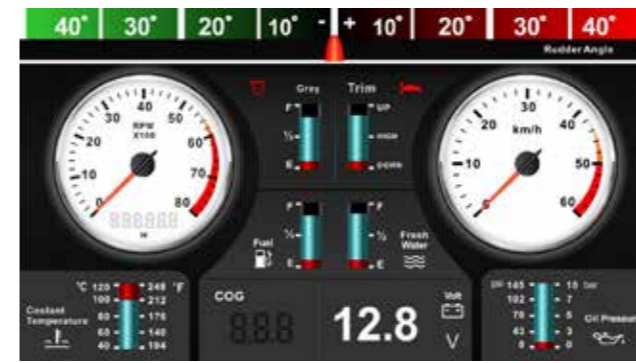 40° 30° 20° 10° - + 10° 20° 30° 40°
Rudder Angle
Grey Trim
F UP
½ HIGH
E DOWN
0 10 20 30 40 50 60 70 80
RPM
X100
H
0 10 20 30 40 50 60
km/h
F F
½ ½
E E
Fuel
Fresh
Water
°C 120 248 °F
100 212
80 176
60 140
40 104
Coolant
Temperature
COG
12.8
Volt
V
145 10 bar
102 7
5
43 3
0 0
Oil Pressure